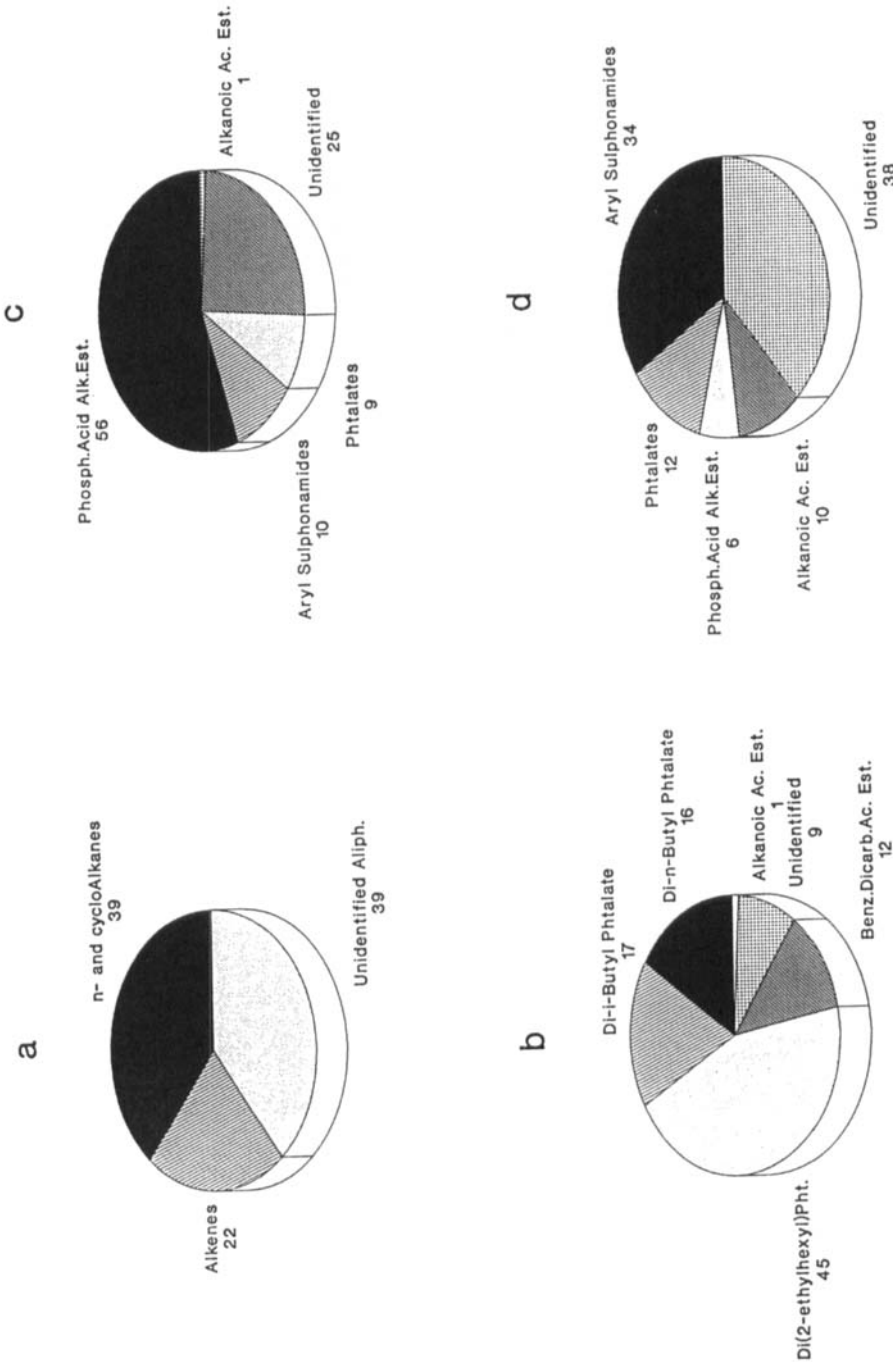 a
n- and cycloAlkanes
39
Alkenes
22
Unidentified Aliph.
39
c
Phosph.Acid Alk.Est.
56
Alkanoic Ac. Est.
1
Unidentified
25
Phtalates
9
Aryl Sulphonamides
10
b
Di-i-Butyl Phtalate
17
Di-n-Butyl Phtalate
16
Alkanoic Ac. Est.
1
Unidentified
9
Benz.Dicarb.Ac. Est.
12
Di(2-ethylhexyl)Pht.
45
d
Aryl Sulphonamides
34
Phtalates
12
Phosph.Acid Alk.Est.
6
Alkanoic Ac. Est.
10
Unidentified
38